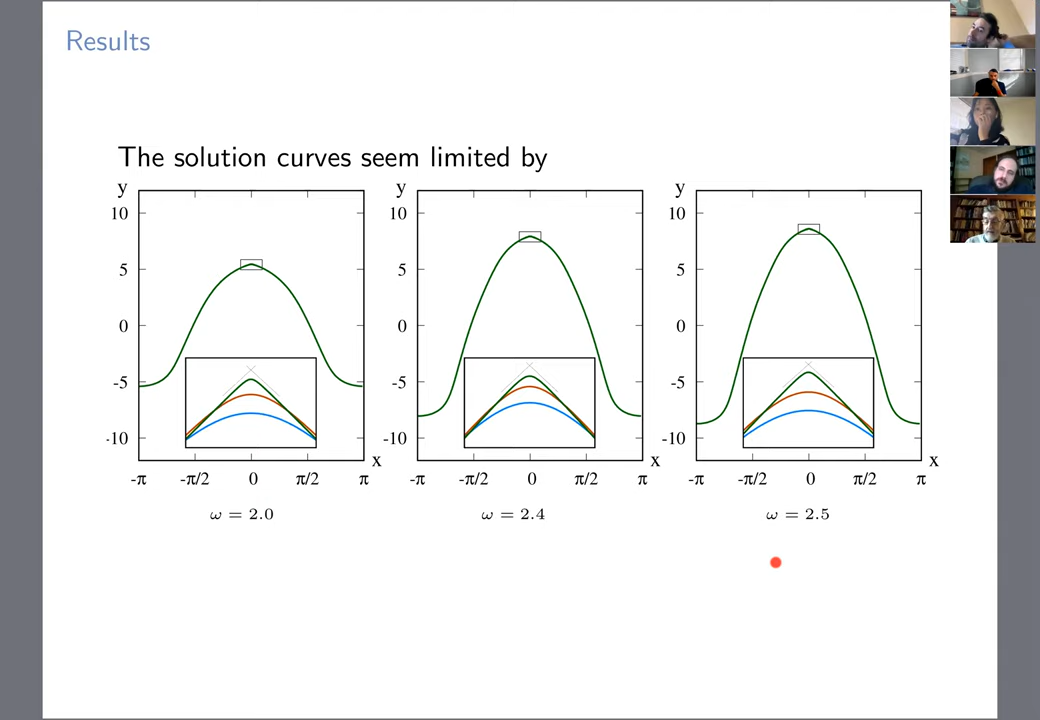 Results
The solution curves seem limited by
y
10
5
0
-5
-10
-π -π/2 0 π/2 π
x
ω = 2.0
y
10
5
0
-5
-10
-π -π/2 0 π/2 π
x
ω = 2.4
y
10
5
0
-5
-10
-π -π/2 0 π/2 π
x
ω = 2.5